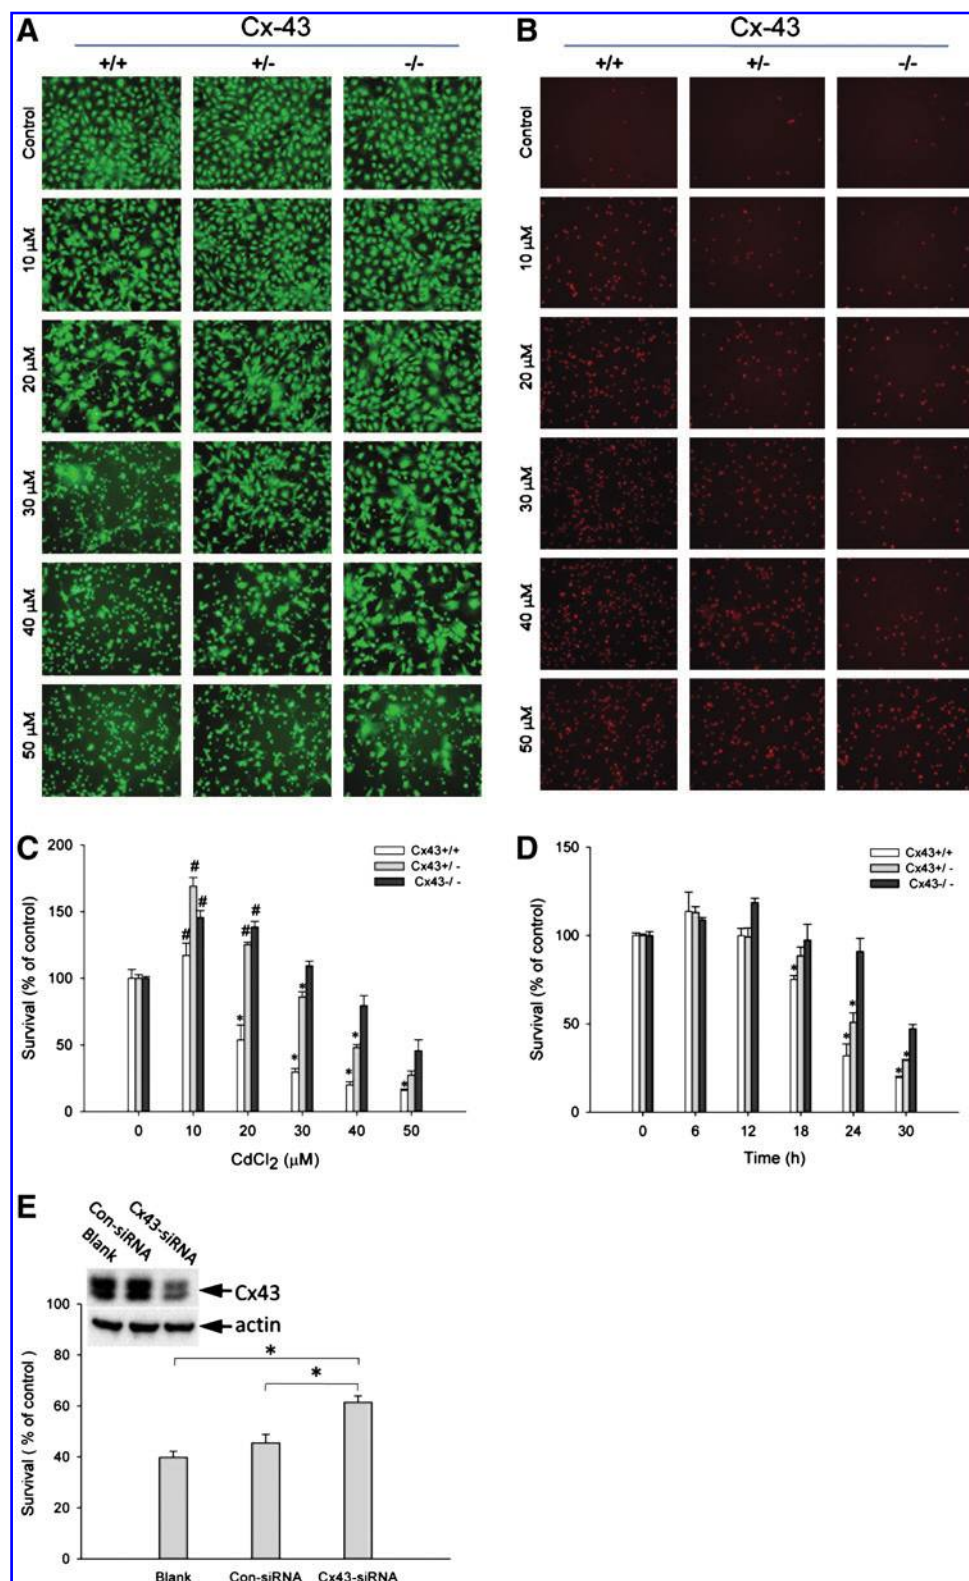 A
Cx-43
+/+ +/- -/-
Control
10 μM
20 μM
30 μM
40 μM
50 μM
B
Cx-43
+/+ +/- -/-
Control
10 μM
20 μM
30 μM
40 μM
50 μM
C
Survival (% of control)
200
150
100
50
0
Cx43+/+
Cx43+/ -
Cx43-/ -
# # #
* # #
* *
* *
*
0 10 20 30 40 50
CdCl2 (μM)
D
Survival (% of control)
150
100
50
0
Cx43+/+
Cx43+/ -
Cx43-/ -
*
* *
* *
0 6 12 18 24 30
Time (h)
E
Blank
Con-siRNA
Cx43-siRNA
Cx43
actin
Survival ( % of control )
100
80
60
40
20
0
*
*
Blank Con-siRNA Cx43-siRNA